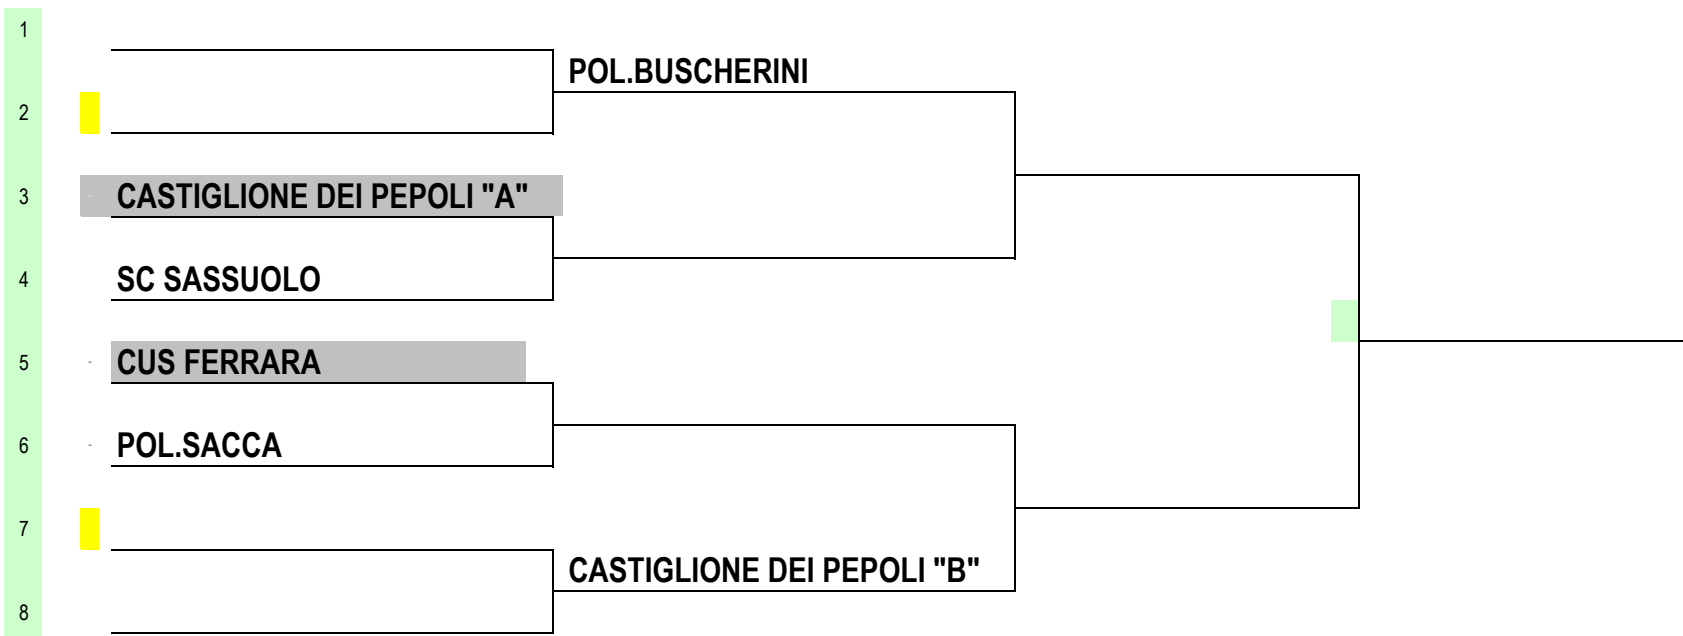 1
POL.BUSCHERINI
2
3 - CASTIGLIONE DEI PEPOLI "A"
4 SC SASSUOLO
5 - CUS FERRARA
6 - POL.SACCA
7
CASTIGLIONE DEI PEPOLI "B"
8